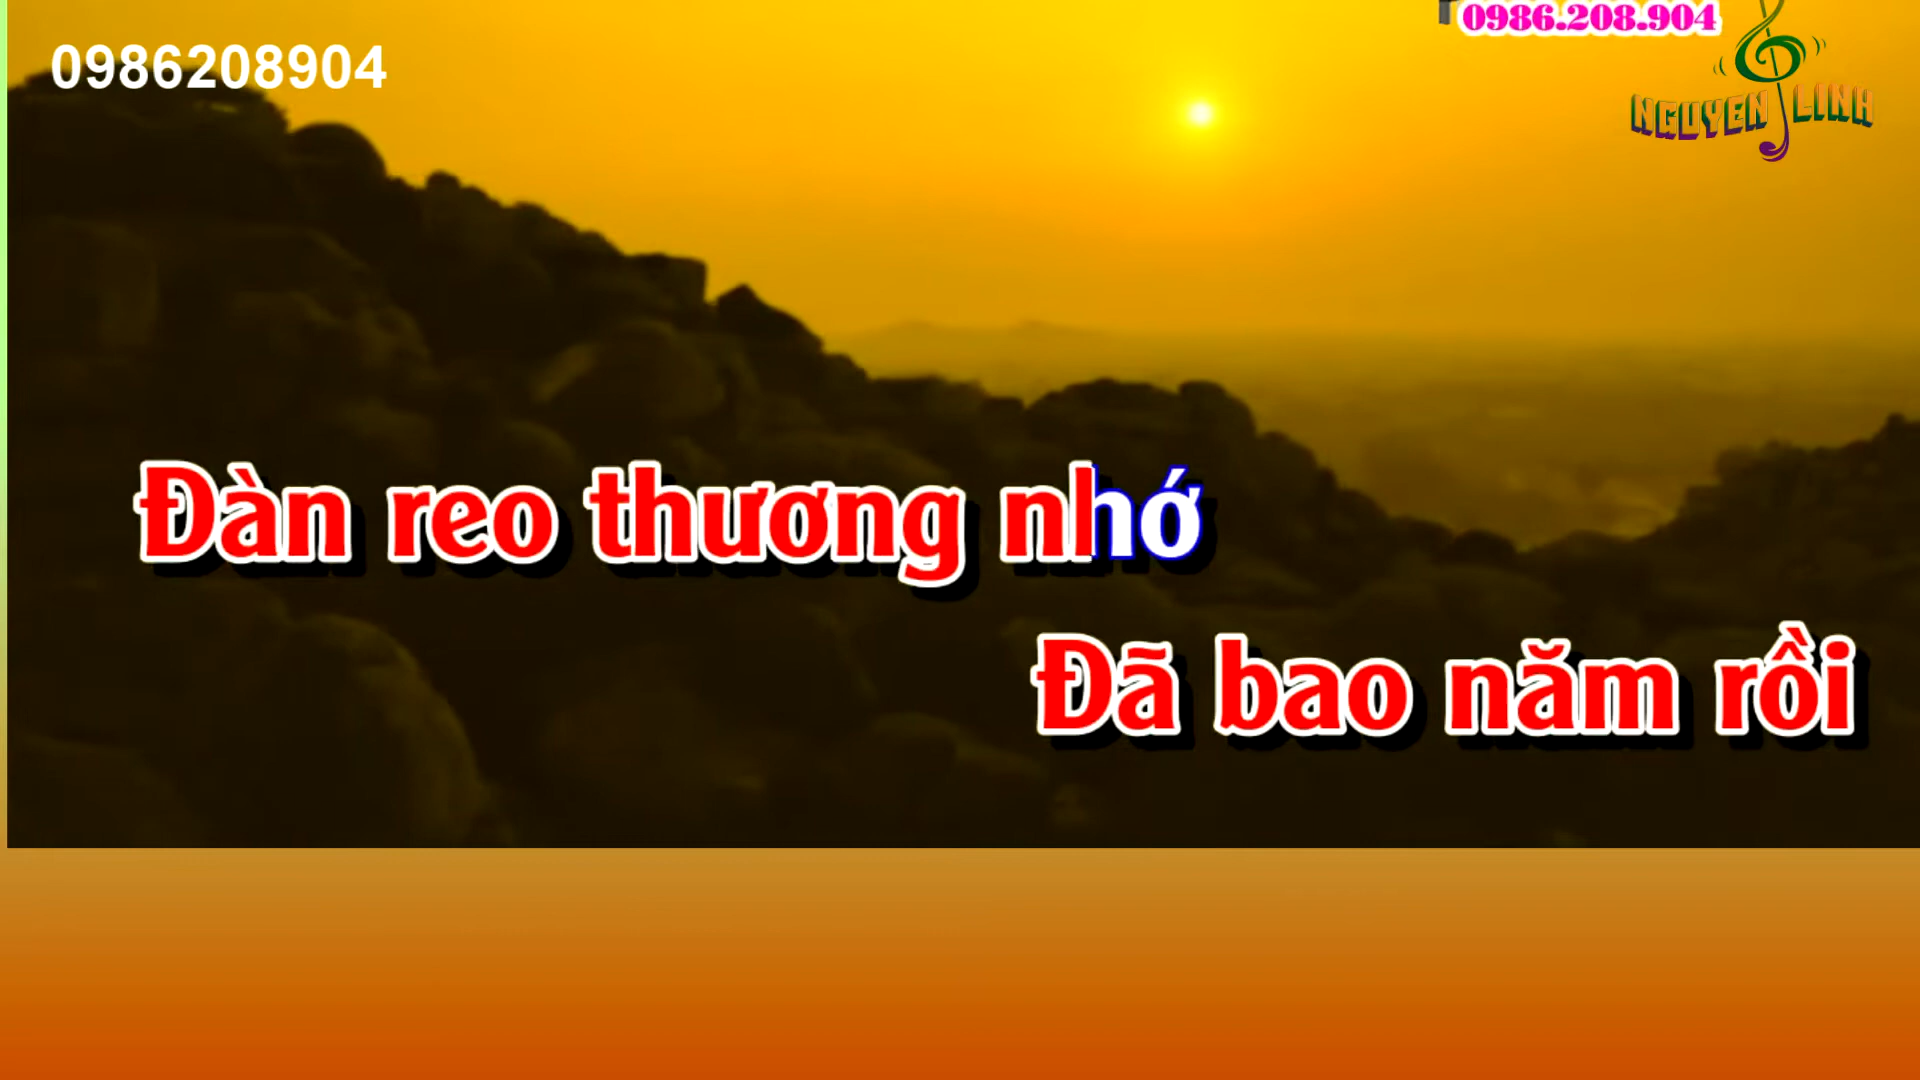 0986.208.904
0986208904
NGUYEN LINH
Đàn reo thương nhớ
Đã bao năm rồi